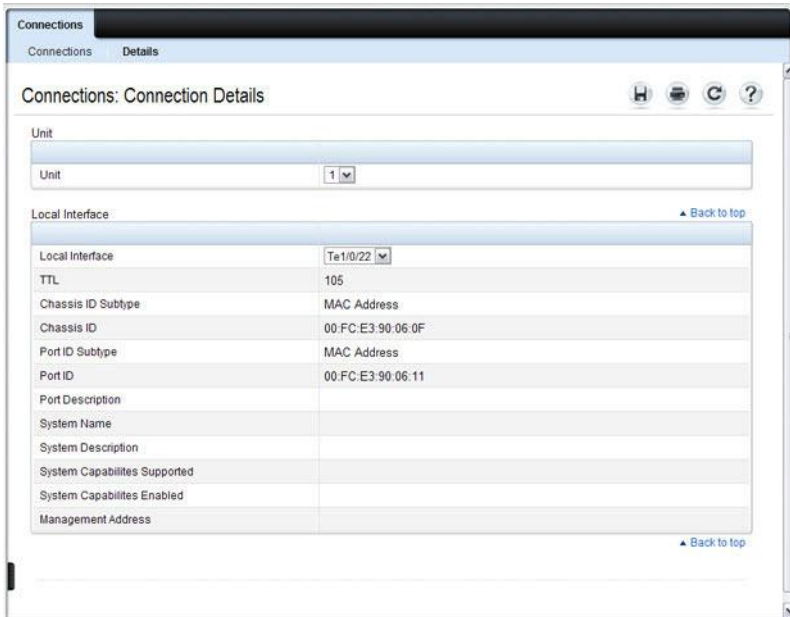 Connections
Connections Details
Connections: Connection Details
Unit
Unit 1
Local Interface ▲ Back to top
Local Interface Te1/0/22
TTL 105
Chassis ID Subtype MAC Address
Chassis ID 00:FC:E3:90:06:0F
Port ID Subtype MAC Address
Port ID 00:FC:E3:90:06:11
Port Description
System Name
System Description
System Capabilites Supported
System Capabilites Enabled
Management Address
▲ Back to top